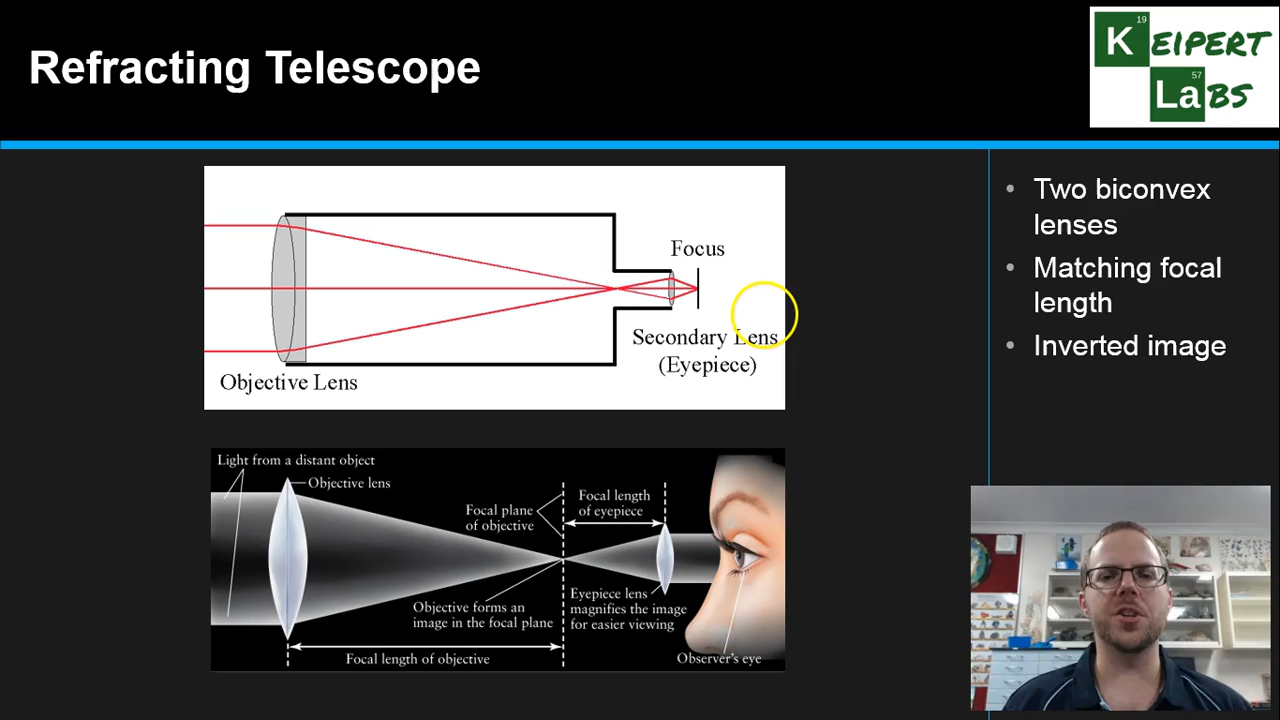 Refracting Telescope
19
K EIPERT
57
La BS
Focus
Secondary Lens
(Eyepiece)
Objective Lens
Two biconvex
lenses
Matching focal
length
Inverted image
Light from a distant object
Objective lens
Focal plane
of objective
Focal length
of eyepiece
Objective forms an
image in the focal plane
Eyepiece lens
magnifies the image
for easier viewing
Focal length of objective
Observer's eye